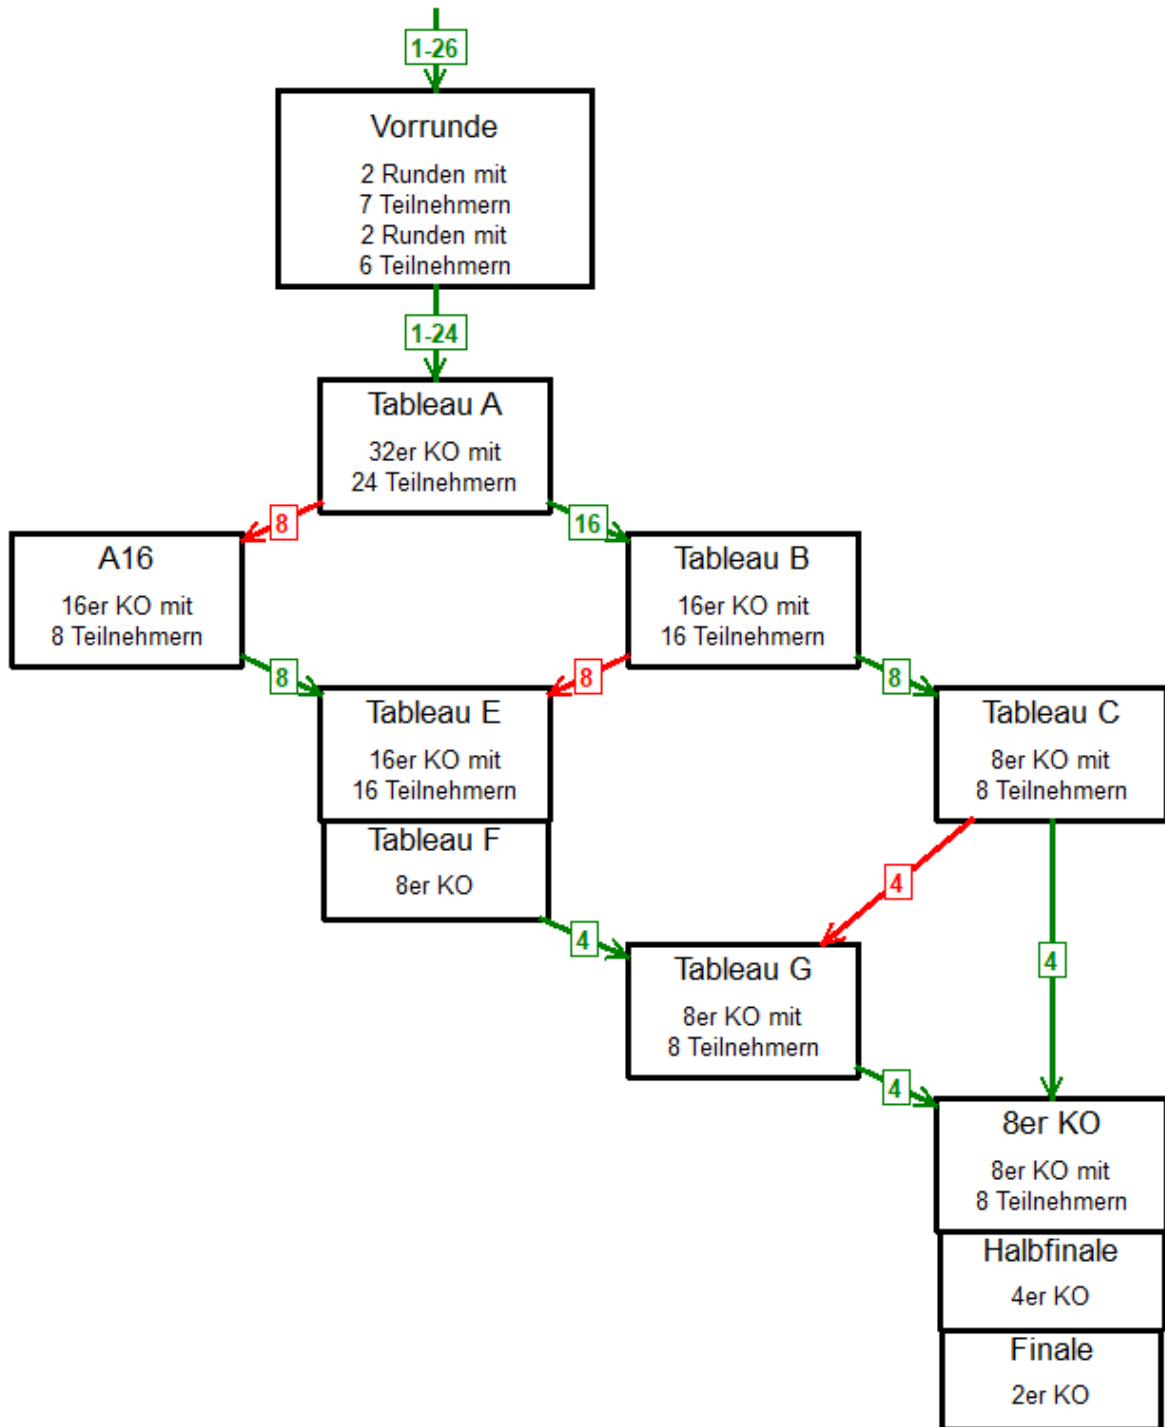 1-26
Vorrunde
2 Runden mit
7 Teilnehmern
2 Runden mit
6 Teilnehmern
1-24
Tableau A
32er KO mit
24 Teilnehmern
8
16
A16
16er KO mit
8 Teilnehmern
Tableau B
16er KO mit
16 Teilnehmern
8
8
8
Tableau E
16er KO mit
16 Teilnehmern
Tableau C
8er KO mit
8 Teilnehmern
Tableau F
8er KO
4
4
4
Tableau G
8er KO mit
8 Teilnehmern
4
8er KO
8er KO mit
8 Teilnehmern
Halbfinale
4er KO
Finale
2er KO